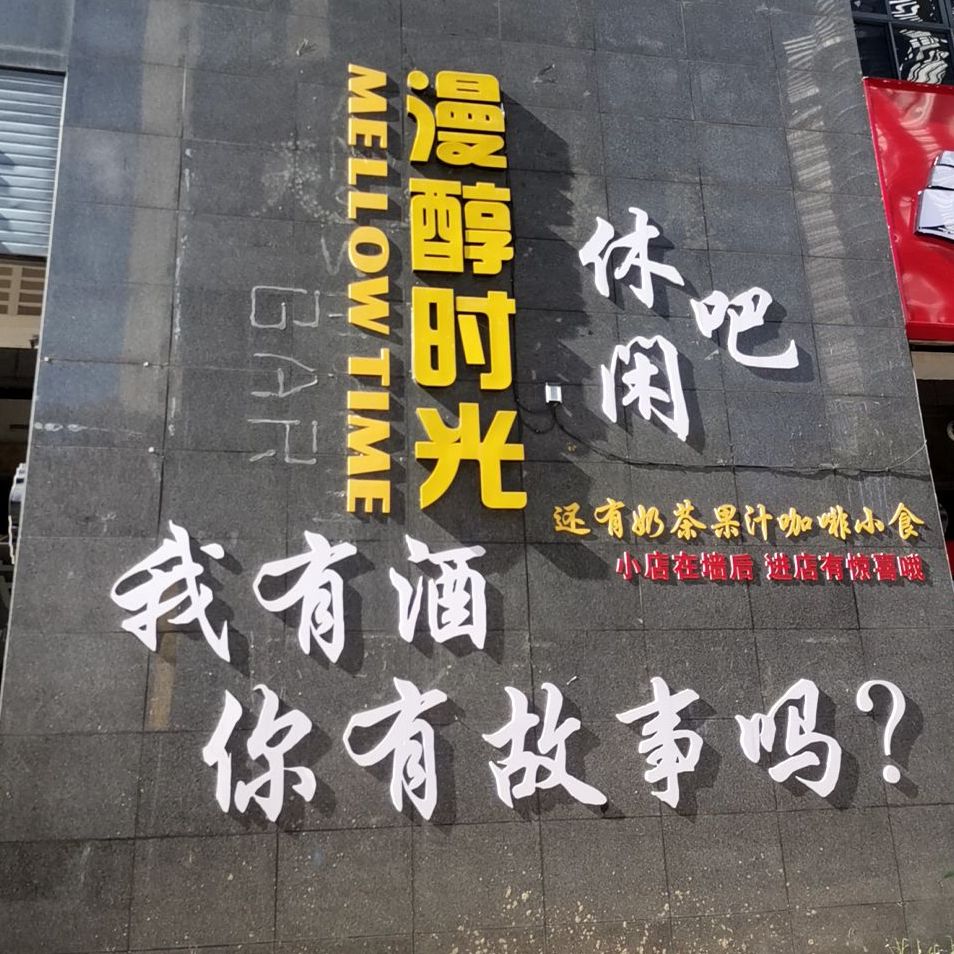 漫醇时光
MELLOW TIME
休闲吧
BAR
还有奶茶果汁咖啡小食
小店在墙后 进店有惊喜哦
我有酒
你有故事吗?